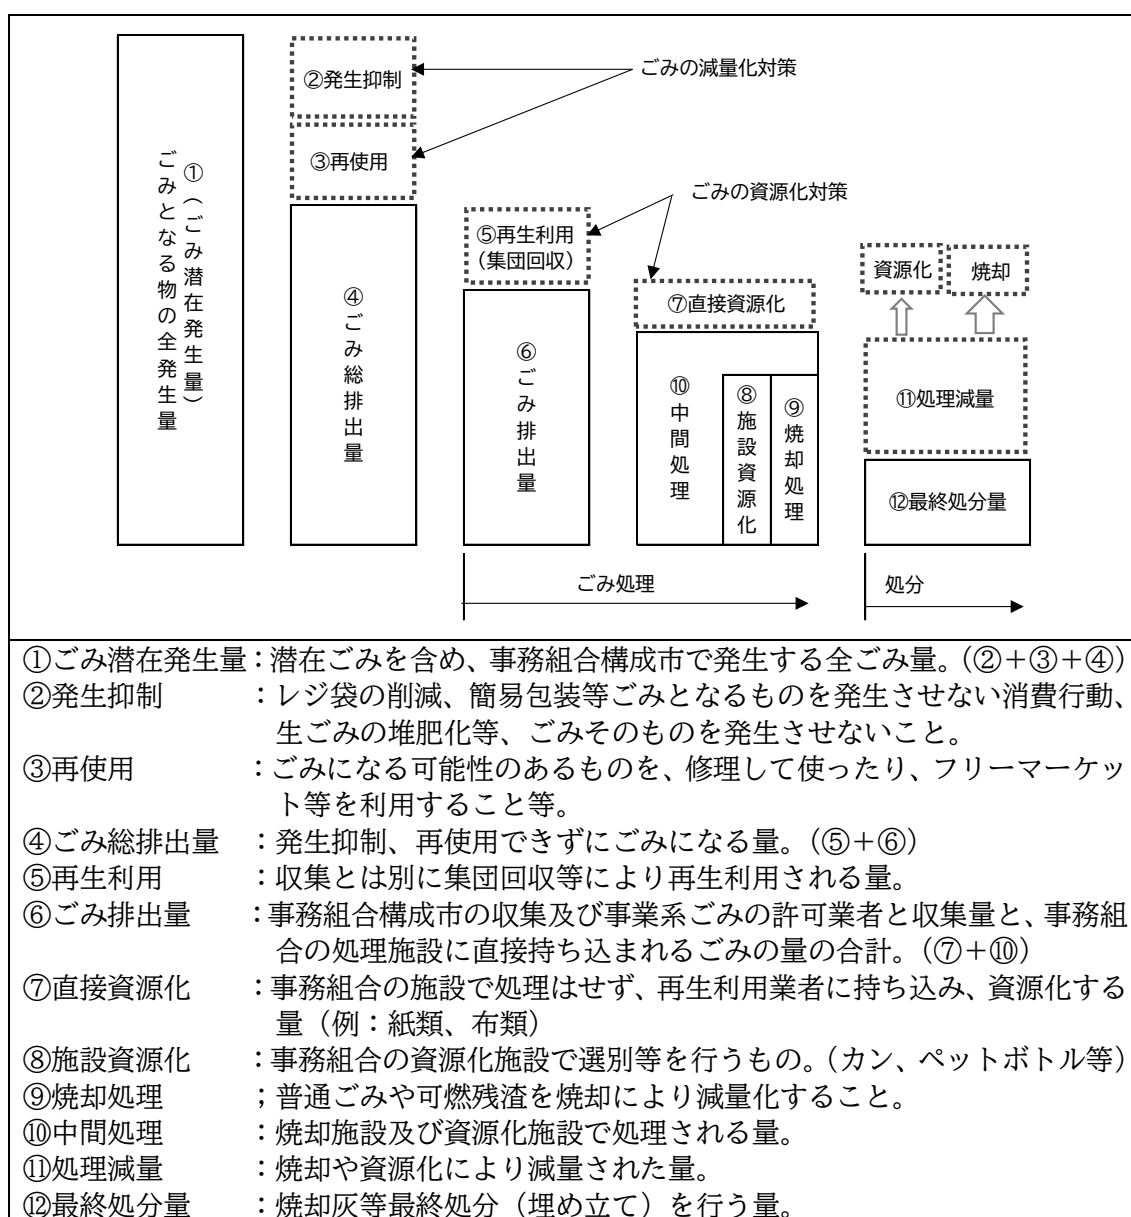 ②発生抑制
ごみの減量化対策
③再使用
①（ごみ潜在発生量）
ごみとなる物の全発生量
ごみの資源化対策
⑤再生利用
（集団回収）
資源化
焼却
④ごみ総排出量
⑦直接資源化
⑥ごみ排出量
⑩中間処理
⑧施設資源化
⑨焼却処理
⑪処理減量
⑫最終処分量
ごみ処理
処分
①ごみ潜在発生量：潜在ごみを含め、事務組合構成市で発生する全ごみ量。（②＋③＋④）
②発生抑制　　　：レジ袋の削減、簡易包装等ごみとなるものを発生させない消費行動、
生ごみの堆肥化等、ごみそのものを発生させないこと。
③再使用　　　　：ごみになる可能性のあるものを、修理して使ったり、フリーマーケッ
ト等を利用すること等。
④ごみ総排出量　：発生抑制、再使用できずにごみになる量。（⑤＋⑥）
⑤再生利用　　　：収集とは別に集団回収等により再生利用される量。
⑥ごみ排出量　　：事務組合構成市の収集及び事業系ごみの許可業者と収集量と、事務組
合の処理施設に直接持ち込まれるごみの量の合計。（⑦＋⑩）
⑦直接資源化　　：事務組合の施設で処理はせず、再生利用業者に持ち込み、資源化する
量（例：紙類、布類）
⑧施設資源化　　：事務組合の資源化施設で選別等を行うもの。（カン、ペットボトル等）
⑨焼却処理　　　；普通ごみや可燃残渣を焼却により減量化すること。
⑩中間処理　　　：焼却施設及び資源化施設で処理される量。
⑪処理減量　　　：焼却や資源化により減量された量。
⑫最終処分量　　：焼却灰等最終処分（埋め立て）を行う量。